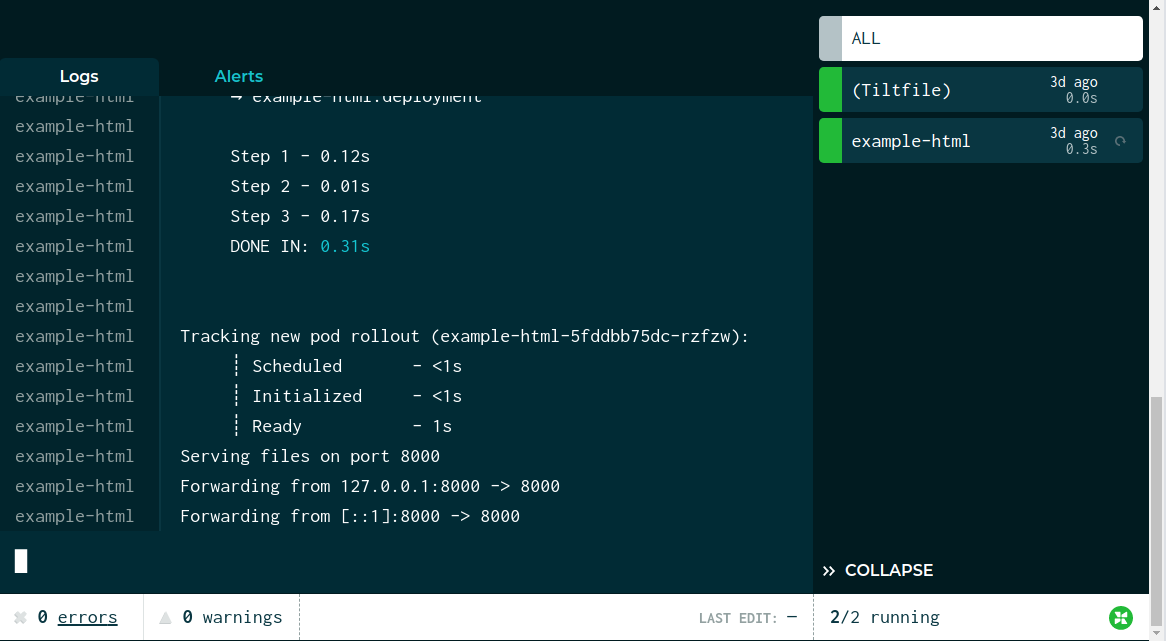 Logs
Alerts
example-html → example-html:deployment
example-html
example-html Step 1 - 0.12s
example-html Step 2 - 0.01s
example-html Step 3 - 0.17s
example-html DONE IN: 0.31s
example-html
example-html
example-html Tracking new pod rollout (example-html-5fddbb75dc-rzfzw):
example-html ┊ Scheduled - <1s
example-html ┊ Initialized - <1s
example-html ┊ Ready - 1s
example-html Serving files on port 8000
example-html Forwarding from 127.0.0.1:8000 -> 8000
example-html Forwarding from [::1]:8000 -> 8000
ALL
(Tiltfile) 3d ago
0.0s
example-html 3d ago
0.3s
» COLLAPSE
0 errors
0 warnings
LAST EDIT: —
2/2 running